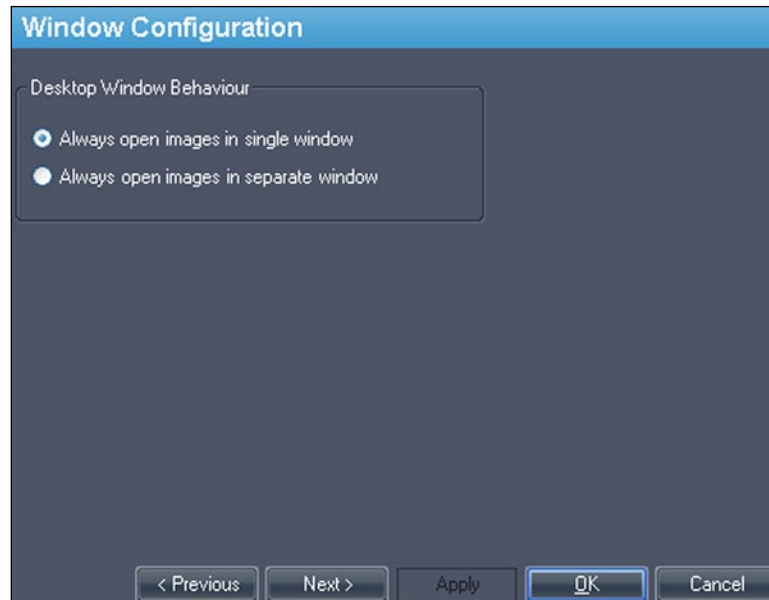 Window Configuration
Desktop Window Behaviour
Always open images in single window
Always open images in separate window
< Previous Next > Apply OK Cancel